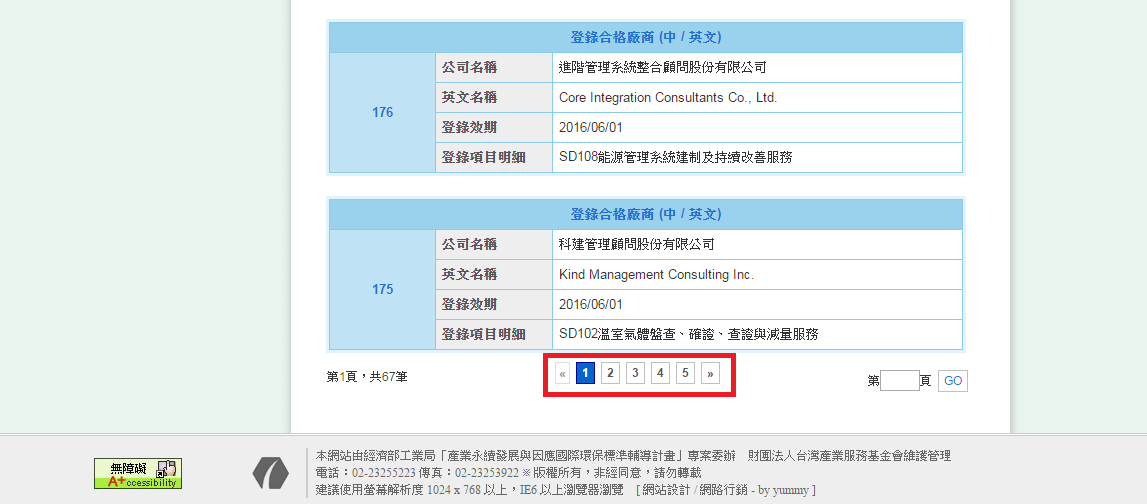 登錄合格廠商 (中 / 英文)
176
公司名稱 進階管理系統整合顧問股份有限公司
英文名稱 Core Integration Consultants Co., Ltd.
登錄效期 2016/06/01
登錄項目明細 SD108能源管理系統建制及持續改善服務
登錄合格廠商 (中 / 英文)
175
公司名稱 科建管理顧問股份有限公司
英文名稱 Kind Management Consulting Inc.
登錄效期 2016/06/01
登錄項目明細 SD102溫室氣體盤查、確證、查證與減量服務
第1頁，共67筆 « 1 2 3 4 5 » 第 頁 GO
無障礙
A+ccessibility
本網站由經濟部工業局「產業永續發展與因應國際環保標準輔導計畫」專案委辦 財團法人台灣產業服務基金會維護管理
電話：02-23255223 傳真：02-23253922 ※ 版權所有，非經同意，請勿轉載
建議使用螢幕解析度 1024 x 768 以上，IE6 以上瀏覽器瀏覽 [ 網站設計 / 網路行銷 - by yummy ]